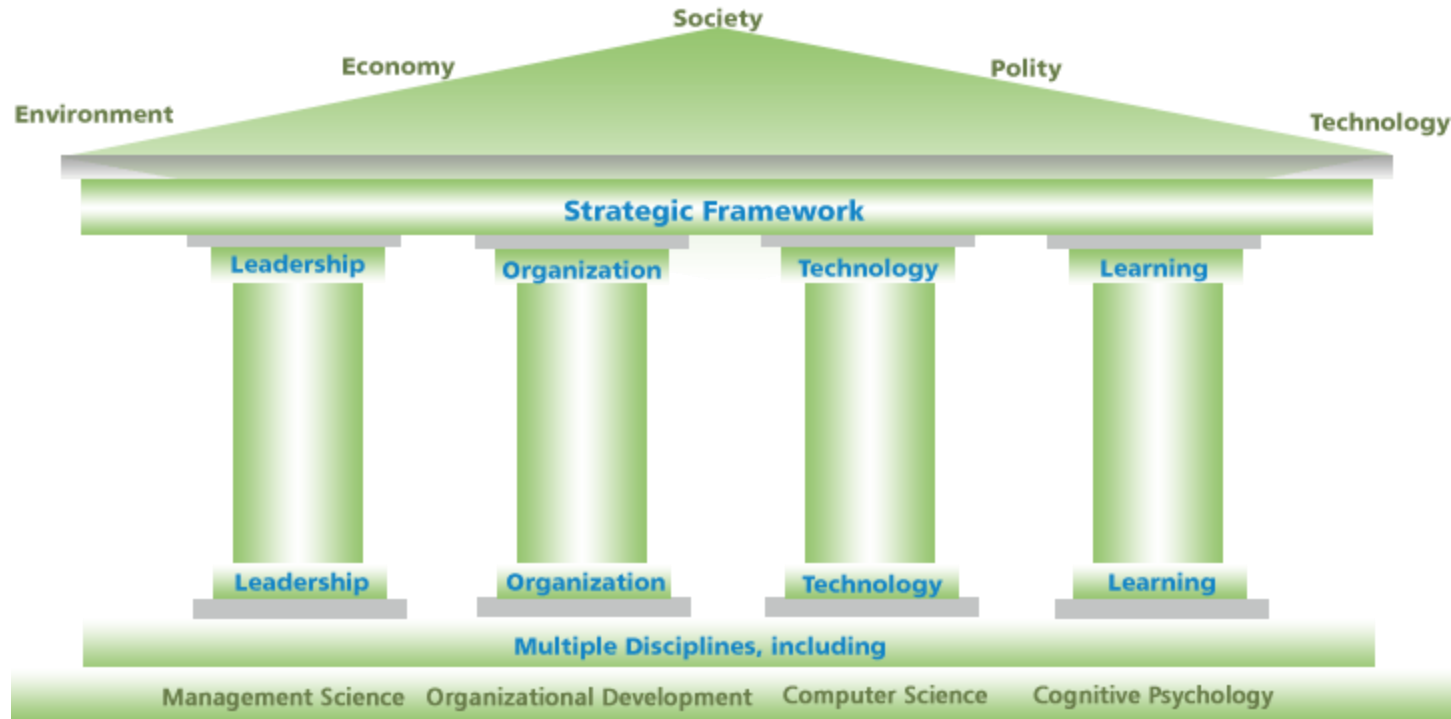 Society
Economy
Polity
Environment
Technology
Strategic Framework
Leadership
Organization
Technology
Learning
Leadership
Organization
Technology
Learning
Multiple Disciplines, including
Management Science
Organizational Development
Computer Science
Cognitive Psychology